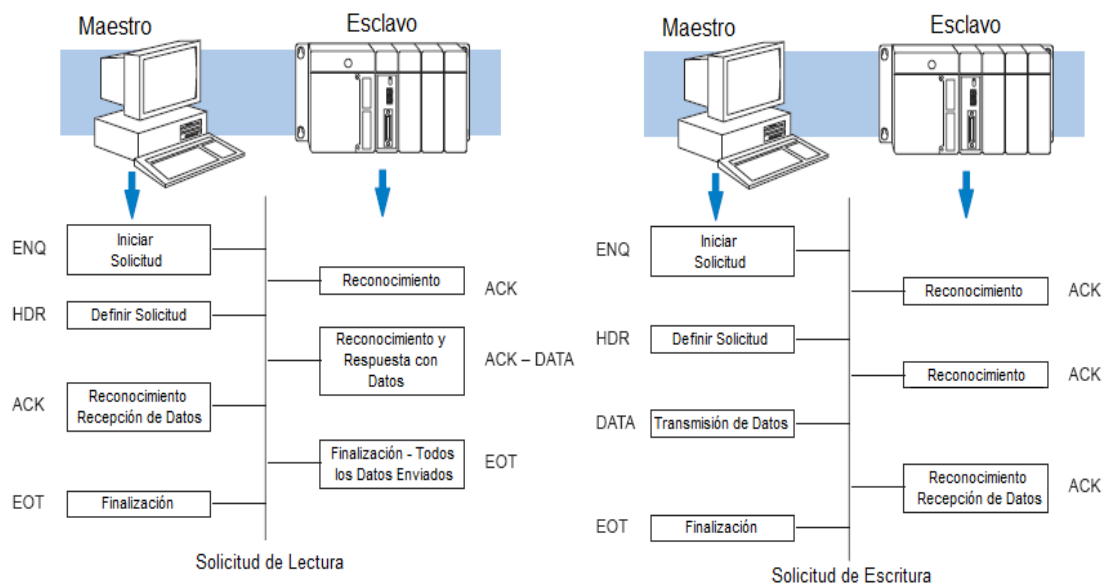 Maestro
Esclavo
ENQ
Iniciar
Solicitud
Reconocimiento
ACK
HDR
Definir Solicitud
Reconocimiento y
Respuesta con
Datos
ACK – DATA
ACK
Reconocimiento
Recepción de Datos
Finalización - Todos
los Datos Enviados
EOT
EOT
Finalización
Solicitud de Lectura
Maestro
Esclavo
ENQ
Iniciar
Solicitud
Reconocimiento
ACK
HDR
Definir Solicitud
Reconocimiento
ACK
DATA
Transmisión de Datos
Reconocimiento
Recepción de Datos
ACK
EOT
Finalización
Solicitud de Escritura